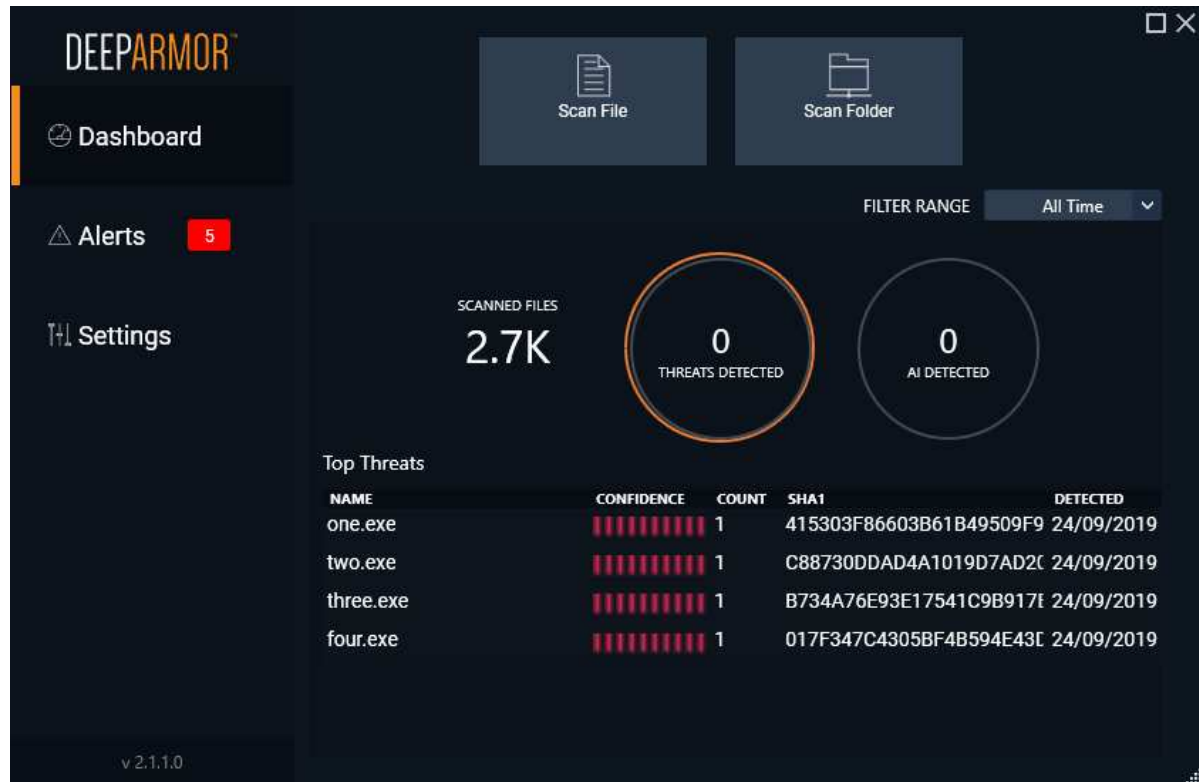 DEEPARMOR™
Dashboard
Alerts 5
Settings
v 2.1.1.0
Scan File
Scan Folder
FILTER RANGE All Time
SCANNED FILES
2.7K
0
THREATS DETECTED
0
AI DETECTED
Top Threats
NAME CONFIDENCE COUNT SHA1 DETECTED
one.exe 1 415303F86603B61B49509F9 24/09/2019
two.exe 1 C88730DDAD4A1019D7AD2( 24/09/2019
three.exe 1 B734A76E93E17541C9B917E 24/09/2019
four.exe 1 017F347C4305BF4B594E43D 24/09/2019